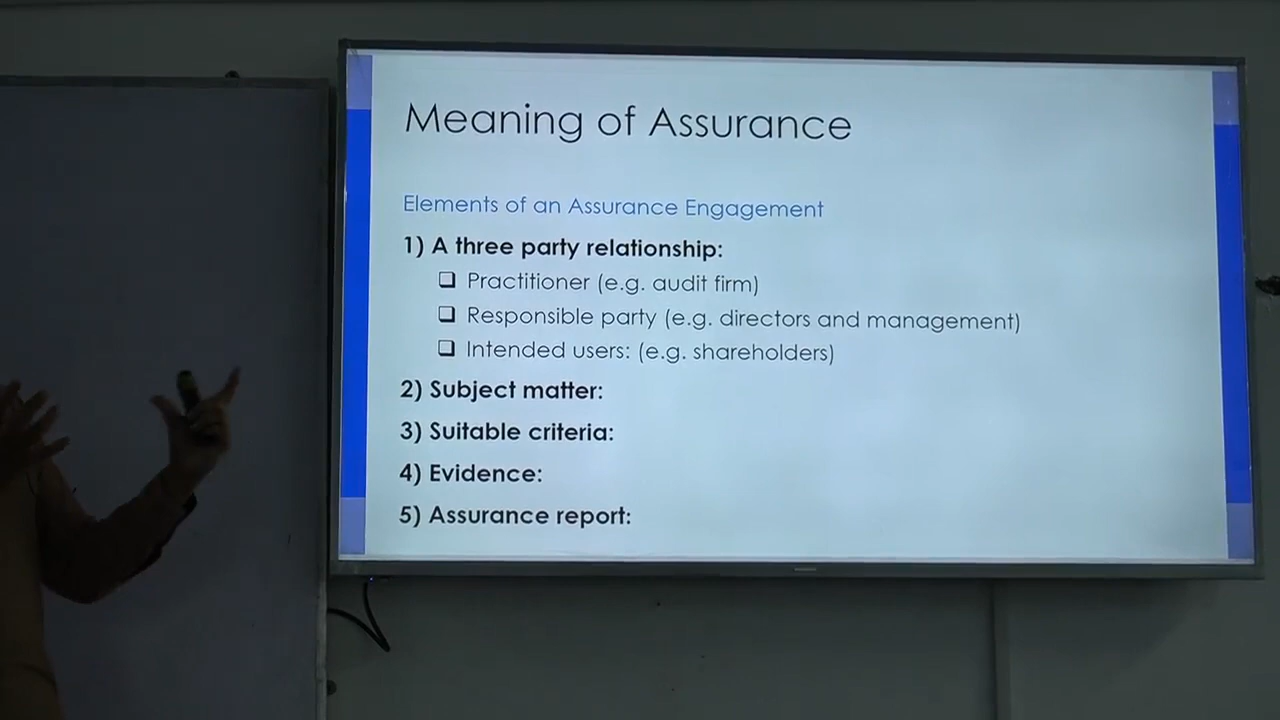 Meaning of Assurance
Elements of an Assurance Engagement
1) A three party relationship:
❑ Practitioner (e.g. audit firm)
❑ Responsible party (e.g. directors and management)
❑ Intended users: (e.g. shareholders)
2) Subject matter:
3) Suitable criteria:
4) Evidence:
5) Assurance report: